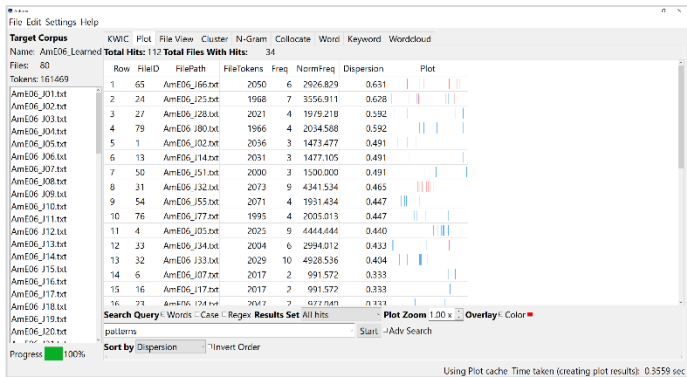 AntConc
File Edit Settings Help
Target Corpus
Name: AmE06_Learned
Files: 80
Tokens: 161469
AmE06_J01.txt
AmE06_J02.txt
AmE06_J03.txt
AmE06_J04.txt
AmE06_J05.txt
AmE06_J06.txt
AmE06_J07.txt
AmE06_J08.txt
AmE06_J09.txt
AmE06_J10.txt
AmE06_J11.txt
AmE06_J12.txt
AmE06_J13.txt
AmE06_J14.txt
AmE06_J15.txt
AmE06_J16.txt
AmE06_J17.txt
AmE06_J18.txt
AmE06_J19.txt
AmE06_J20.txt
Progress 100%
KWIC Plot File View Cluster N-Gram Collocate Word Keyword Wordcloud
Total Hits: 112 Total Files With Hits: 34
Row FileID FilePath FileTokens Freq NormFreq Dispersion Plot
1 65 AmE06_J66.txt 2050 6 2926.829 0.631
2 24 AmE06_J25.txt 1968 7 3556.911 0.628
3 27 AmE06_J28.txt 2021 4 1979.218 0.592
4 79 AmE06_J80.txt 1966 4 2034.588 0.592
5 1 AmE06_J02.txt 2036 3 1473.477 0.491
6 13 AmE06_J14.txt 2031 3 1477.105 0.491
7 50 AmE06_J51.txt 2000 3 1500.000 0.491
8 31 AmE06_J32.txt 2073 9 4341.534 0.465
9 54 AmE06_J55.txt 2071 4 1931.434 0.447
10 76 AmE06_J77.txt 1995 4 2005.013 0.447
11 4 AmE06_J05.txt 2025 9 4444.444 0.440
12 33 AmE06_J34.txt 2004 6 2994.012 0.433
13 32 AmE06_J33.txt 2029 10 4928.536 0.404
14 6 AmE06_J07.txt 2017 2 991.572 0.333
15 16 AmE06_J17.txt 2017 2 991.572 0.333
16 23 AmE06_J24.txt 2047 2 977.040 0.333
Search Query Words Case Regex Results Set All hits Plot Zoom 1.00 x Overlay Color
patterns Start Adv Search
Sort by Dispersion Invert Order
Using Plot cache Time taken (creating plot results): 0.3559 sec